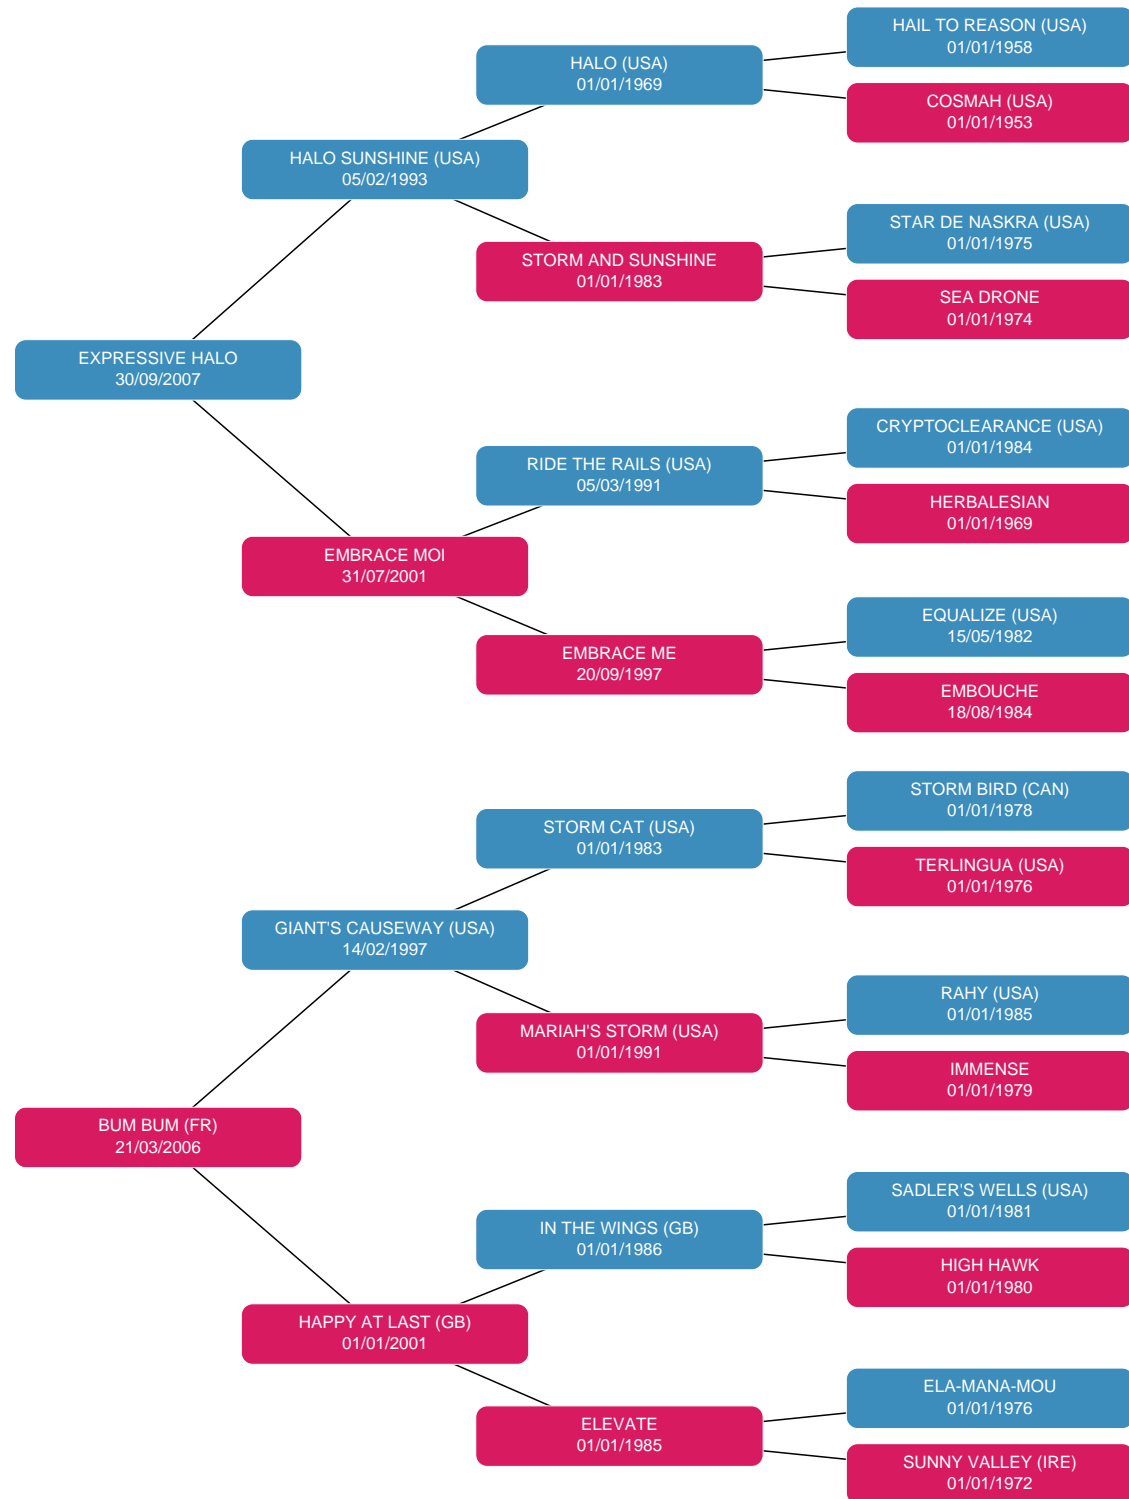 HAIL TO REASON (USA)
01/01/1958
HALO (USA)
01/01/1969
COSMAH (USA)
01/01/1953
HALO SUNSHINE (USA)
05/02/1993
STAR DE NASKRA (USA)
01/01/1975
STORM AND SUNSHINE
01/01/1983
SEA DRONE
01/01/1974
EXPRESSIVE HALO
30/09/2007
CRYPTOCLEARANCE (USA)
01/01/1984
RIDE THE RAILS (USA)
05/03/1991
HERBALESIAN
01/01/1969
EMBRACE MOI
31/07/2001
EQUALIZE (USA)
15/05/1982
EMBRACE ME
20/09/1997
EMBOUCHE
18/08/1984
STORM BIRD (CAN)
01/01/1978
STORM CAT (USA)
01/01/1983
TERLINGUA (USA)
01/01/1976
GIANT'S CAUSEWAY (USA)
14/02/1997
RAHY (USA)
01/01/1985
MARIAH'S STORM (USA)
01/01/1991
IMMENSE
01/01/1979
BUM BUM (FR)
21/03/2006
SADLER'S WELLS (USA)
01/01/1981
IN THE WINGS (GB)
01/01/1986
HIGH HAWK
01/01/1980
HAPPY AT LAST (GB)
01/01/2001
ELA-MANA-MOU
01/01/1976
ELEVATE
01/01/1985
SUNNY VALLEY (IRE)
01/01/1972